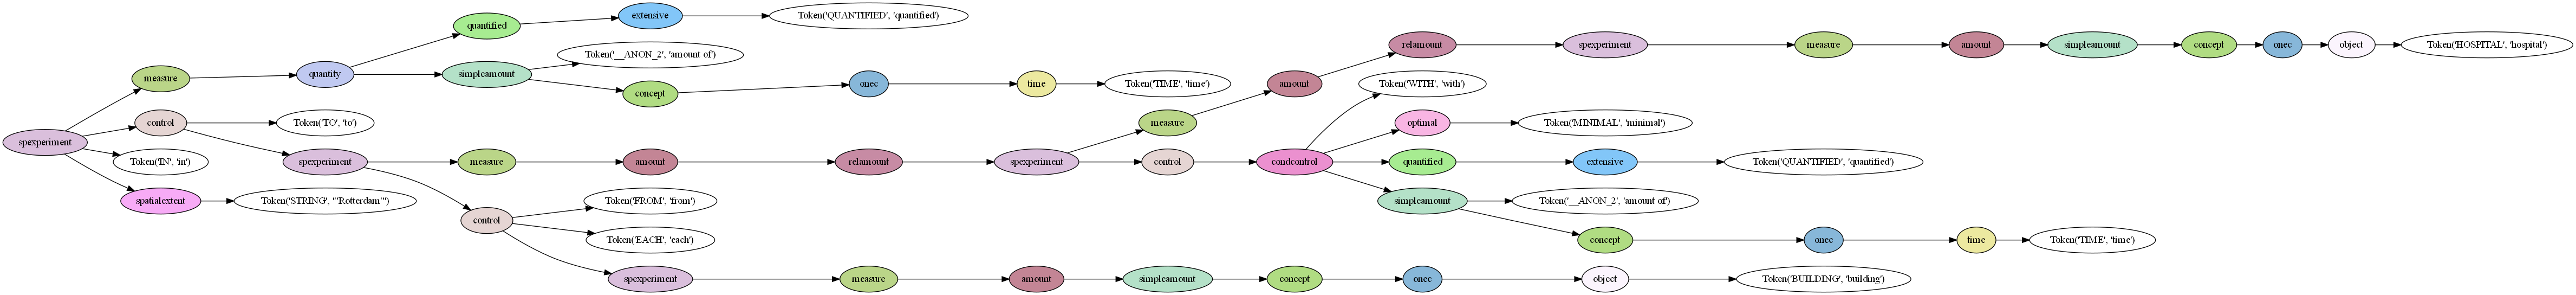 extensive
Token('QUANTIFIED', 'quantified')
quantified
relamount
spexperiment
measure
amount
simpleamount
concept
onec
object
Token('HOSPITAL', 'hospital')
Token('__ANON_2', 'amount of')
measure
quantity
simpleamount
amount
Token('WITH', 'with')
concept
onec
time
Token('TIME', 'time')
control
Token('TO', 'to')
measure
optimal
Token('MINIMAL', 'minimal')
spexperiment
Token('IN', 'in')
spexperiment
measure
amount
relamount
spexperiment
control
condcontrol
quantified
extensive
Token('QUANTIFIED', 'quantified')
spatialextent
Token('STRING', '"Rotterdam"')
Token('FROM', 'from')
simpleamount
Token('__ANON_2', 'amount of')
control
Token('EACH', 'each')
concept
onec
time
Token('TIME', 'time')
spexperiment
measure
amount
simpleamount
concept
onec
object
Token('BUILDING', 'building')